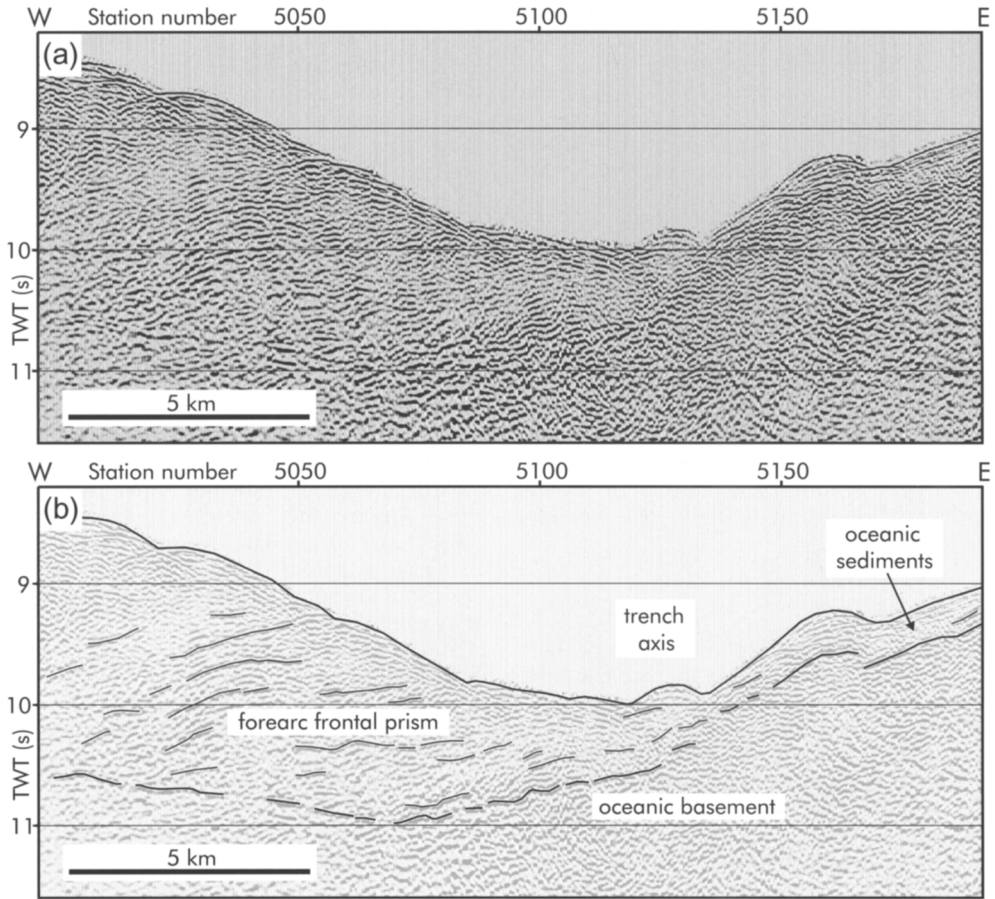 W Station number 5050 5100 5150 E
(a)
9
10
TWT (s)
11
5 km
W Station number 5050 5100 5150 E
(b)
oceanic
sediments
9
trench
axis
10
forearc frontal prism
TWT (s)
oceanic basement
11
5 km